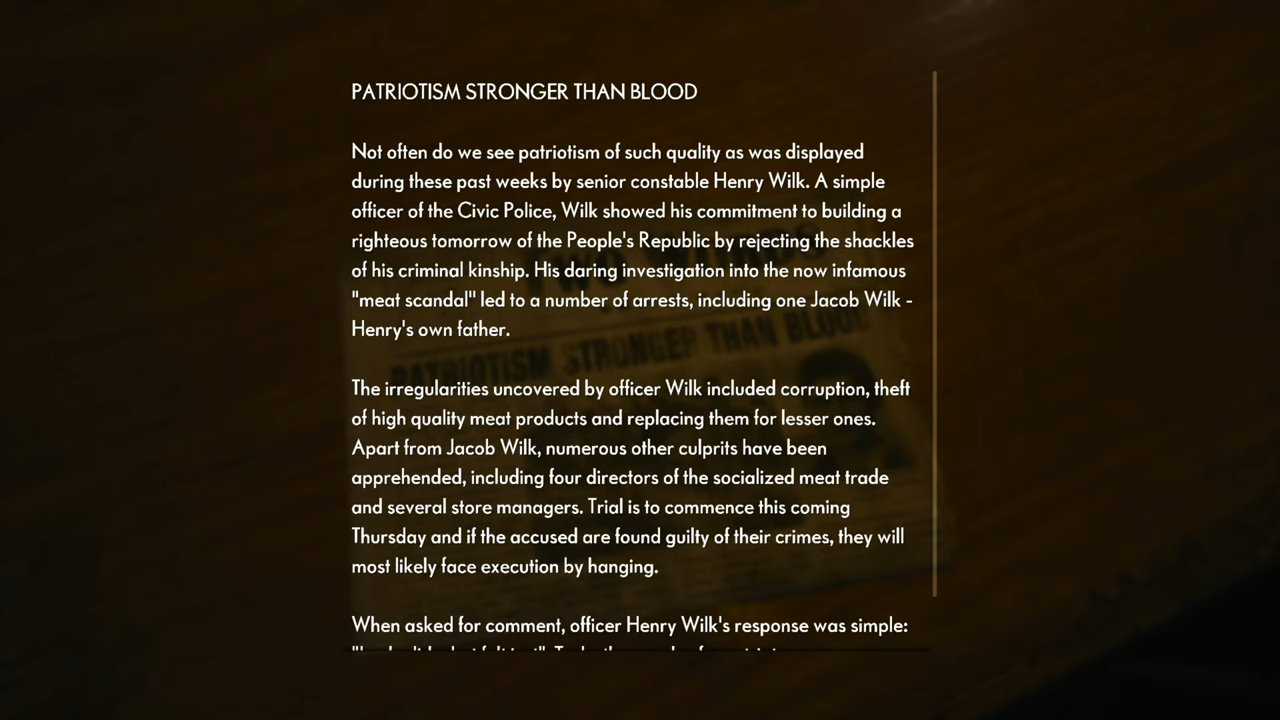 PATRIOTISM STRONGER THAN BLOOD
Not often do we see patriotism of such quality as was displayed
during these past weeks by senior constable Henry Wilk. A simple
officer of the Civic Police, Wilk showed his commitment to building a
righteous tomorrow of the People's Republic by rejecting the shackles
of his criminal kinship. His daring investigation into the now infamous
"meat scandal" led to a number of arrests, including one Jacob Wilk -
Henry's own father.
The irregularities uncovered by officer Wilk included corruption, theft
of high quality meat products and replacing them for lesser ones.
Apart from Jacob Wilk, numerous other culprits have been
apprehended, including four directors of the socialized meat trade
and several store managers. Trial is to commence this coming
Thursday and if the accused are found guilty of their crimes, they will
most likely face execution by hanging.
When asked for comment, officer Henry Wilk's response was simple:
PATRIOTISM STRONGER THAN BLOOD